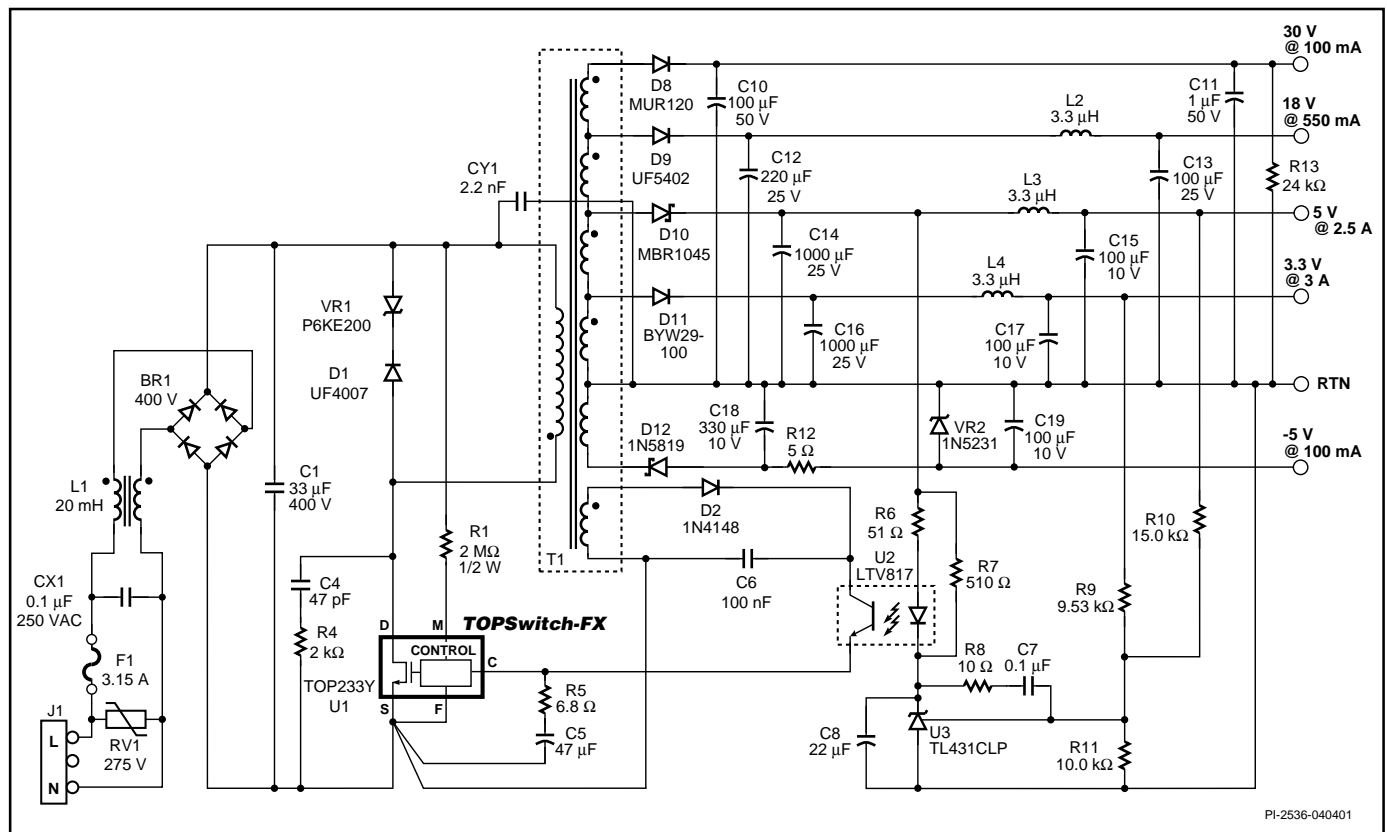 30 V
@ 100 mA
D8
MUR120
C10
100 µF
50 V
C11
1 µF
50 V
L2
3.3 µH
18 V
@ 550 mA
D9
UF5402
C12
220 µF
25 V
C13
100 µF
25 V
R13
24 kΩ
CY1
2.2 nF
L3
3.3 µH
5 V
@ 2.5 A
D10
MBR1045
C14
1000 µF
25 V
C15
100 µF
10 V
L4
3.3 µH
3.3 V
@ 3 A
VR1
P6KE200
D11
BYW29-
100
C16
1000 µF
25 V
C17
100 µF
10 V
D1
UF4007
BR1
400 V
RTN
C18
330 µF
10 V
VR2
1N5231
C19
100 µF
10 V
D12
1N5819
R12
5 Ω
-5 V
@ 100 mA
L1
20 mH
C1
33 µF
400 V
D2
1N4148
R1
2 MΩ
1/2 W
T1
C6
100 nF
R6
51 Ω
U2
LTV817
R7
510 Ω
R10
15.0 kΩ
R9
9.53 kΩ
CX1
0.1 µF
250 VAC
C4
47 pF
R4
2 kΩ
TOPSwitch-FX
D
M
CONTROL
C
TOP233Y
U1
S
F
R5
6.8 Ω
C5
47 µF
R8
10 Ω
C7
0.1 µF
F1
3.15 A
J1
L
N
RV1
275 V
C8
22 µF
U3
TL431CLP
R11
10.0 kΩ
PI-2536-040401